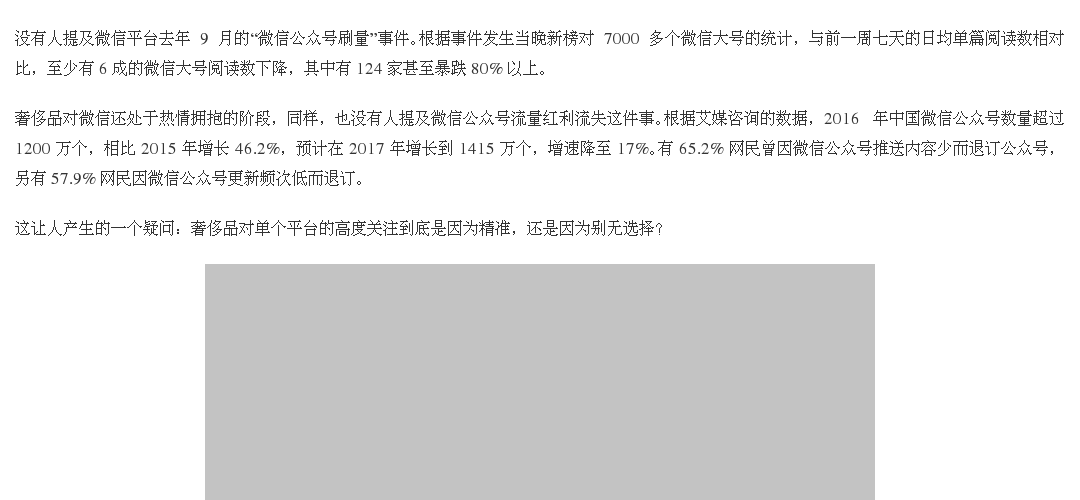 没有人提及微信平台去年 9 月的“微信公众号刷量”事件。根据事件发生当晚新榜对 7000 多个微信大号的统计，与前一周七天的日均单篇阅读数相对
比，至少有 6 成的微信大号阅读数下降，其中有 124 家甚至暴跌 80% 以上。
奢侈品对微信还处于热情拥抱的阶段，同样，也没有人提及微信公众号流量红利流失这件事。根据艾媒咨询的数据，2016 年中国微信公众号数量超过
1200 万个，相比 2015 年增长 46.2%，预计在 2017 年增长到 1415 万个，增速降至 17%。有 65.2% 网民曾因微信公众号推送内容少而退订公众号，
另有 57.9% 网民因微信公众号更新频次低而退订。
这让人产生的一个疑问：奢侈品对单个平台的高度关注到底是因为精准，还是因为别无选择？